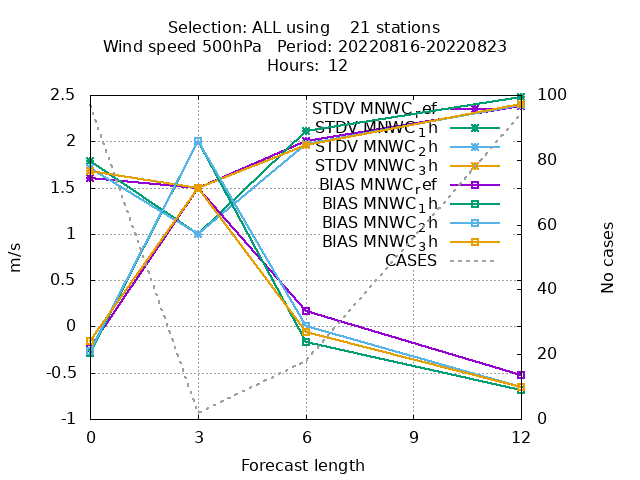 Selection: ALL using    21 stations
Wind speed 500hPa   Period: 20220816-20220823
Hours:  12
2.5
2
1.5
1
0.5
0
-0.5
-1
100
80
60
40
20
0
m/s
No cases
STDV MNWC_ref
STDV MNWC_1h
STDV MNWC_2h
STDV MNWC_3h
BIAS MNWC_ref
BIAS MNWC_1h
BIAS MNWC_2h
BIAS MNWC_3h
CASES
0 3 6 9 12
Forecast length